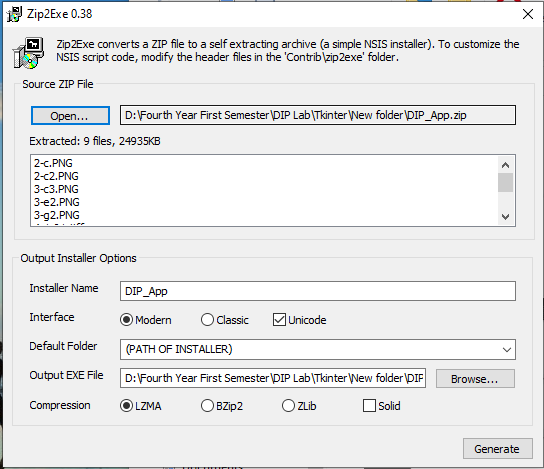 Zip2Exe 0.38
Zip2Exe converts a ZIP file to a self extracting archive (a simple NSIS installer). To customize the
NSIS script code, modify the header files in the 'Contrib\zip2exe' folder.
Source ZIP File
Open...
D:\Fourth Year First Semester\DIP Lab\Tkinter\New folder\DIP_App.zip
Extracted: 9 files, 24935KB
2-c.PNG
2-c2.PNG
3-c3.PNG
3-e2.PNG
3-g2.PNG
Output Installer Options
Installer Name
DIP_App
Interface
Modern
Classic
Unicode
Default Folder
(PATH OF INSTALLER)
Output EXE File
D:\Fourth Year First Semester\DIP Lab\Tkinter\New folder\DIP
Browse...
Compression
LZMA
BZip2
ZLib
Solid
Generate